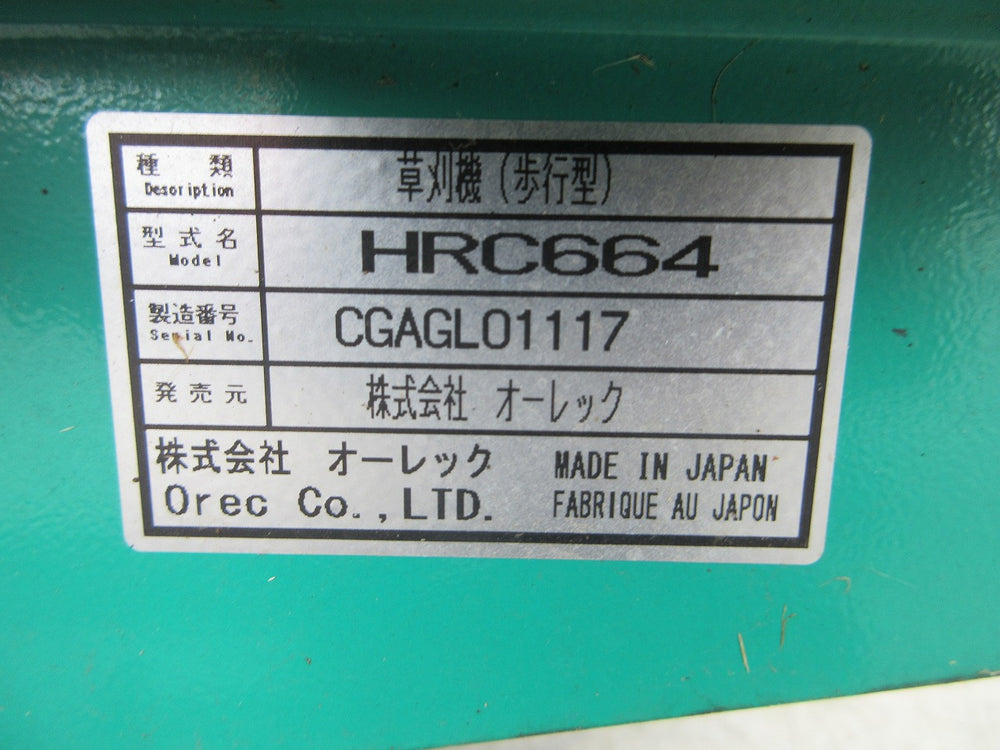 種 類 草刈機 (歩行型)
Description
型式名 HRC664
Model
製造番号 CGAGL01117
Serial No.
発売元 株式会社 オーレック
株式会社 オーレック MADE IN JAPAN
Orec Co.,LTD. FABRIQUE AU JAPON